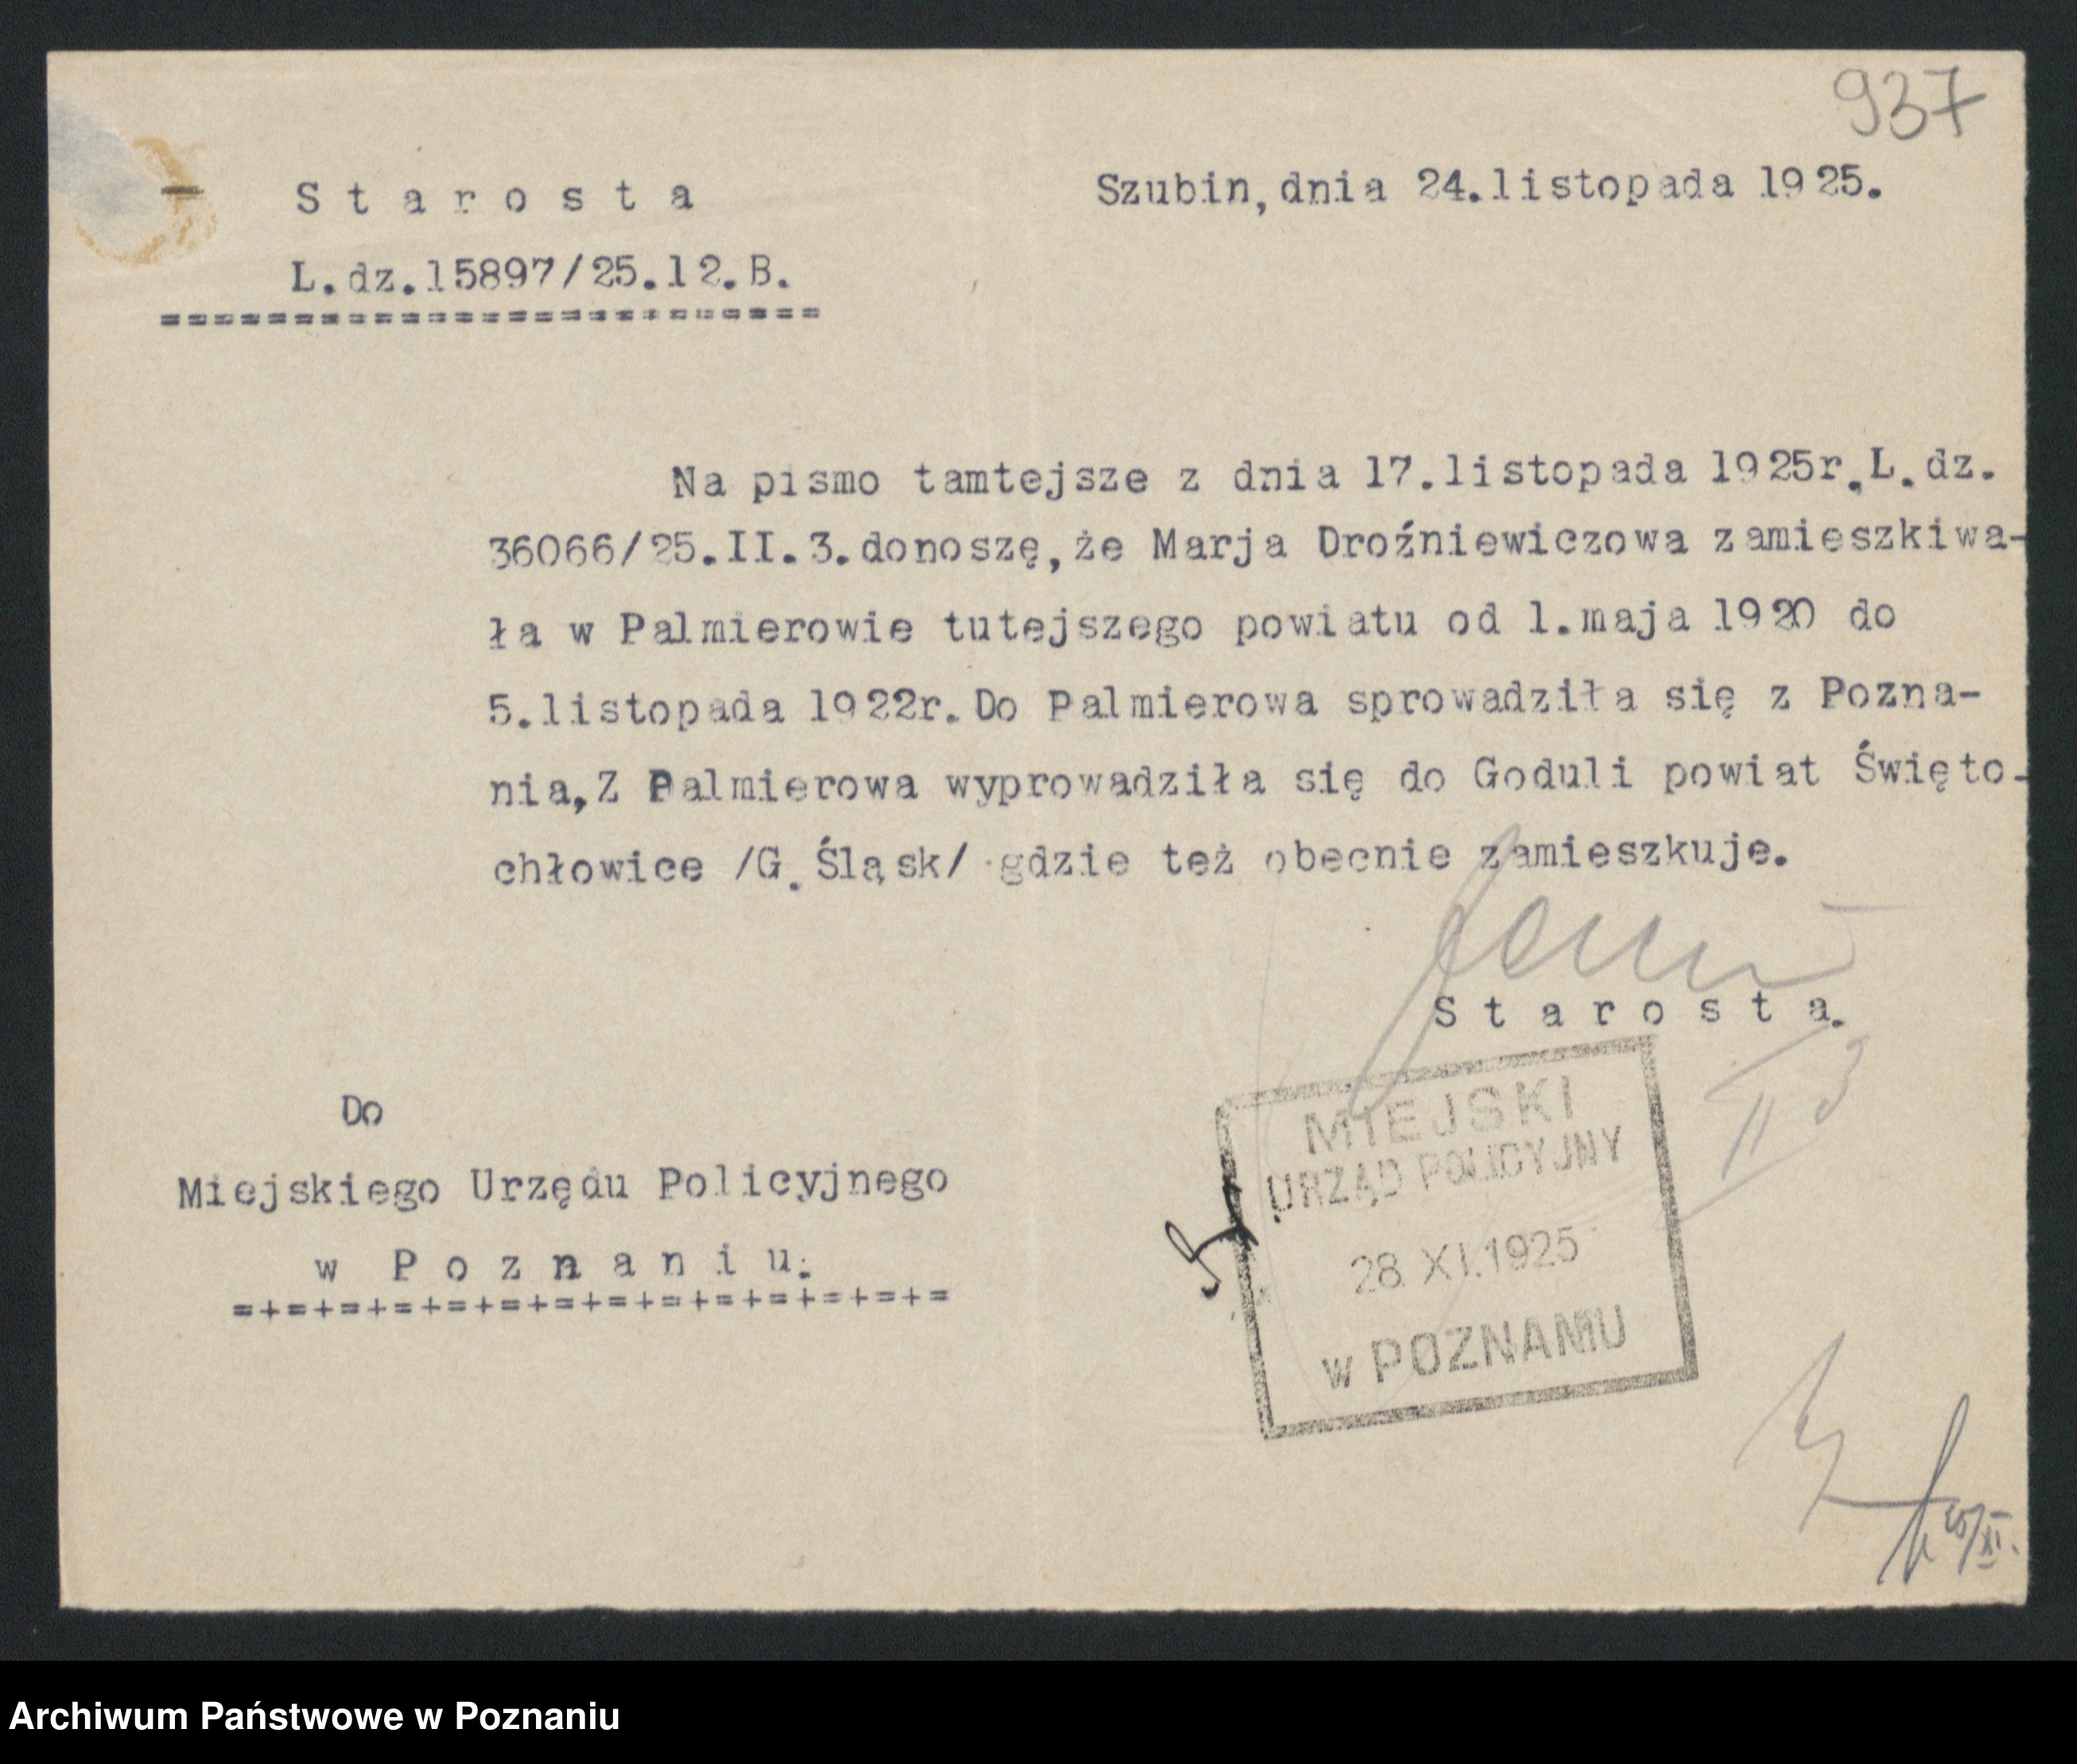 937
Starosta
Szubin, dnia 24.listopada 1925.
L.dz.15897/25.12.B.
=========================
Na pismo tamtejsze z dnia 17.listopada 1925r.L.dz.
36066/25.II.3.donoszę,że Marja Droźniewiczowa zamieszkiwa-
ła w Palmierowie tutejszego powiatu od 1.maja 1920 do
5.listopada 1922r.Do Palmierowa sprowadziła się z Pozna-
nia,Z Palmierowa wyprowadziła się do Goduli powiat Święto-
chłowice /G.Śląsk/ gdzie też obecnie zamieszkuje.
Starosta.
II 3
Do
Miejskiego Urzędu Policyjnego
w Poznaniu.
=+=+=+=+=+=+=+=+=+=+=+=+=+=
MIEJSKI
URZĄD POLICYJNY
28. XI. 1925
w POZNANIU
Archiwum Państwowe w Poznaniu